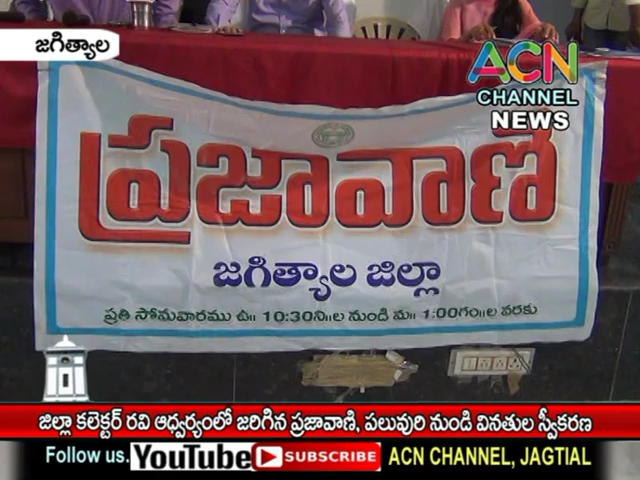 జగిత్యాల
ACN
CHANNEL
NEWS
ప్రజావాణి
జగిత్యాల జిల్లా
ప్రతి సోమవారము ఉ॥ 10:30ని॥ల నుండి మ॥ 1:00గం॥ల వరకు
జిల్లా కలెక్టర్ రవి ఆధ్వర్యంలో జరిగిన ప్రజావాణి, పలువురి నుండి వినతుల స్వీకరణ
Follow us. YouTube SUBSCRIBE ACN CHANNEL, JAGTIAL